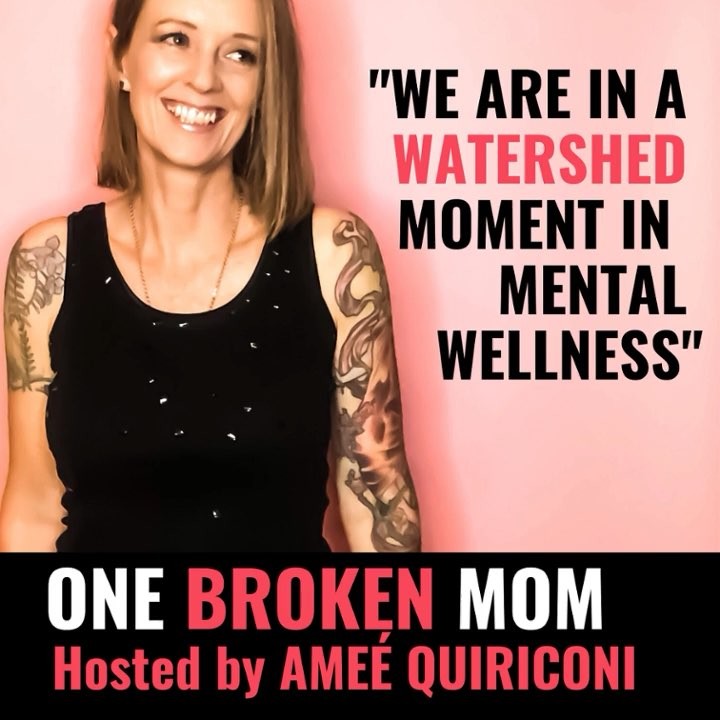 "WE ARE IN A
WATERSHED
MOMENT IN
MENTAL
WELLNESS"
ONE BROKEN MOM
Hosted by AMEÉ QUIRICONI